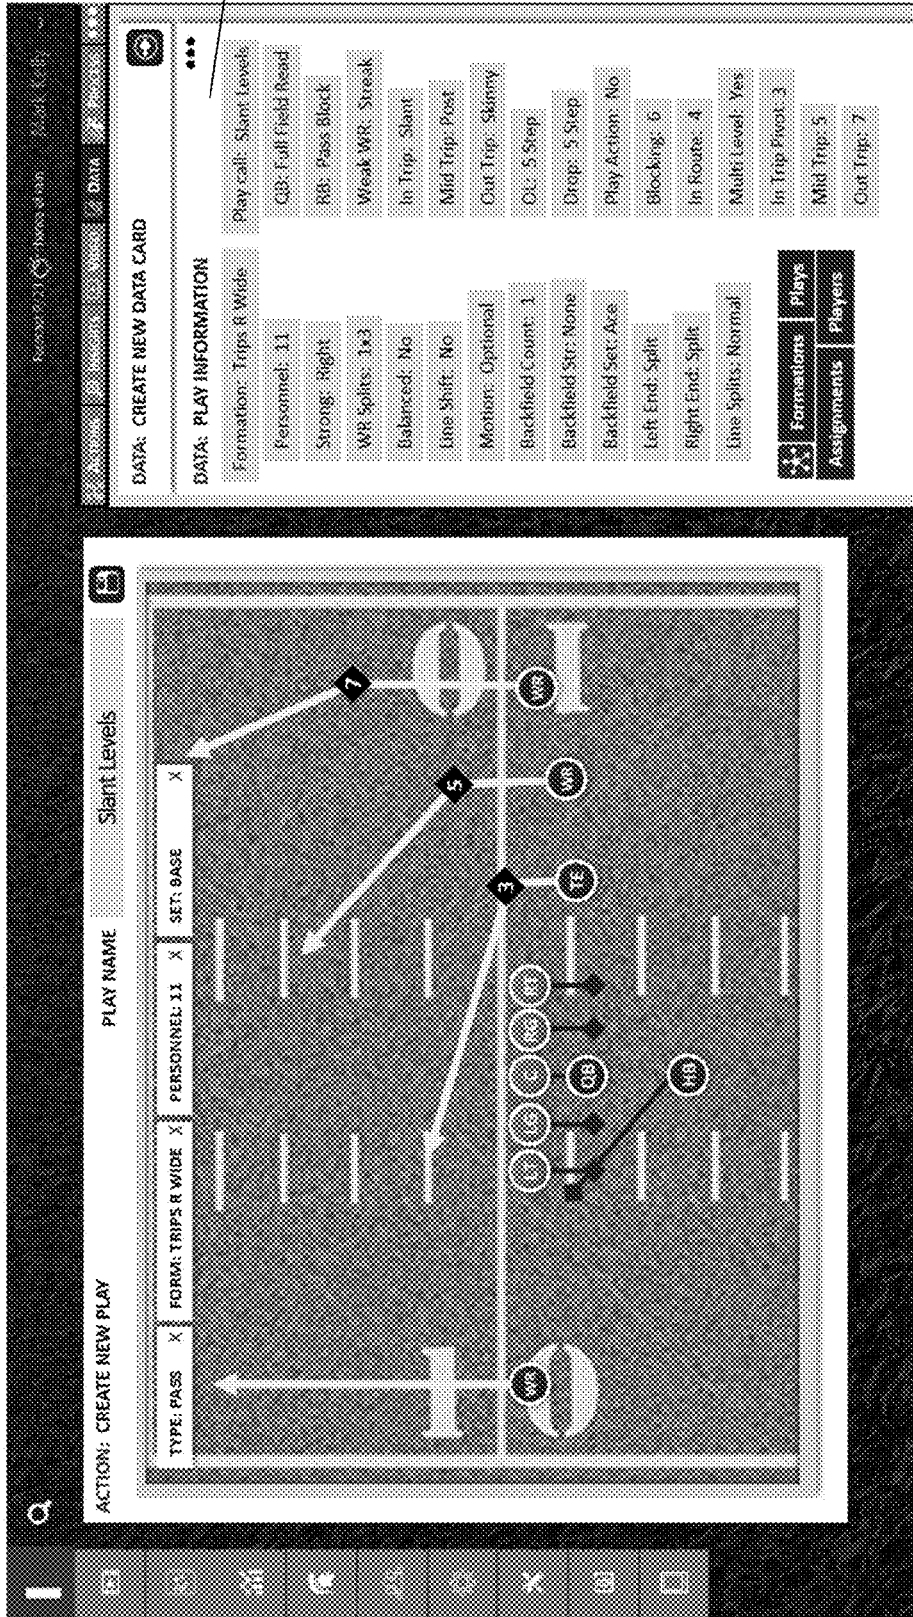 DATA
ACTION: CREATE NEW PLAY
PLAY NAME
Slant Levels
TYPE: PASS X
FORM: TRIPS R WIDE X
PERSONNEL: 11 X
SET: BASE X
1 0
0 1
7
5
3
WR
WR
TE
WR
LT
LG
C
RG
RT
QB
HB
DATA: CREATE NEW DATA CARD
DATA: PLAY INFORMATION
Formation: Trips R Wide
Personnel: 11
Strong: Right
WR Splits: 1x3
Balanced: No
Line Shift: No
Motion: Optional
Backfield Count: 1
Backfield Str: None
Backfield Set: Ace
Left End: Split
Right End: Split
Line Splits: Normal
Play call: Slant Levels
QB: Full Field Read
RB: Pass Block
Weak WR: Streak
In Trip: Slant
Mid Trip: Post
Out Trip: Skinny
OL: 5 Step
Drop: 5 Step
Play Action: No
Blocking: 6
In Route: 4
Multi Level: Yes
In Trip Pivot: 3
Mid Trip: 5
Out Trip: 7
Formations Plays
Assignments Players